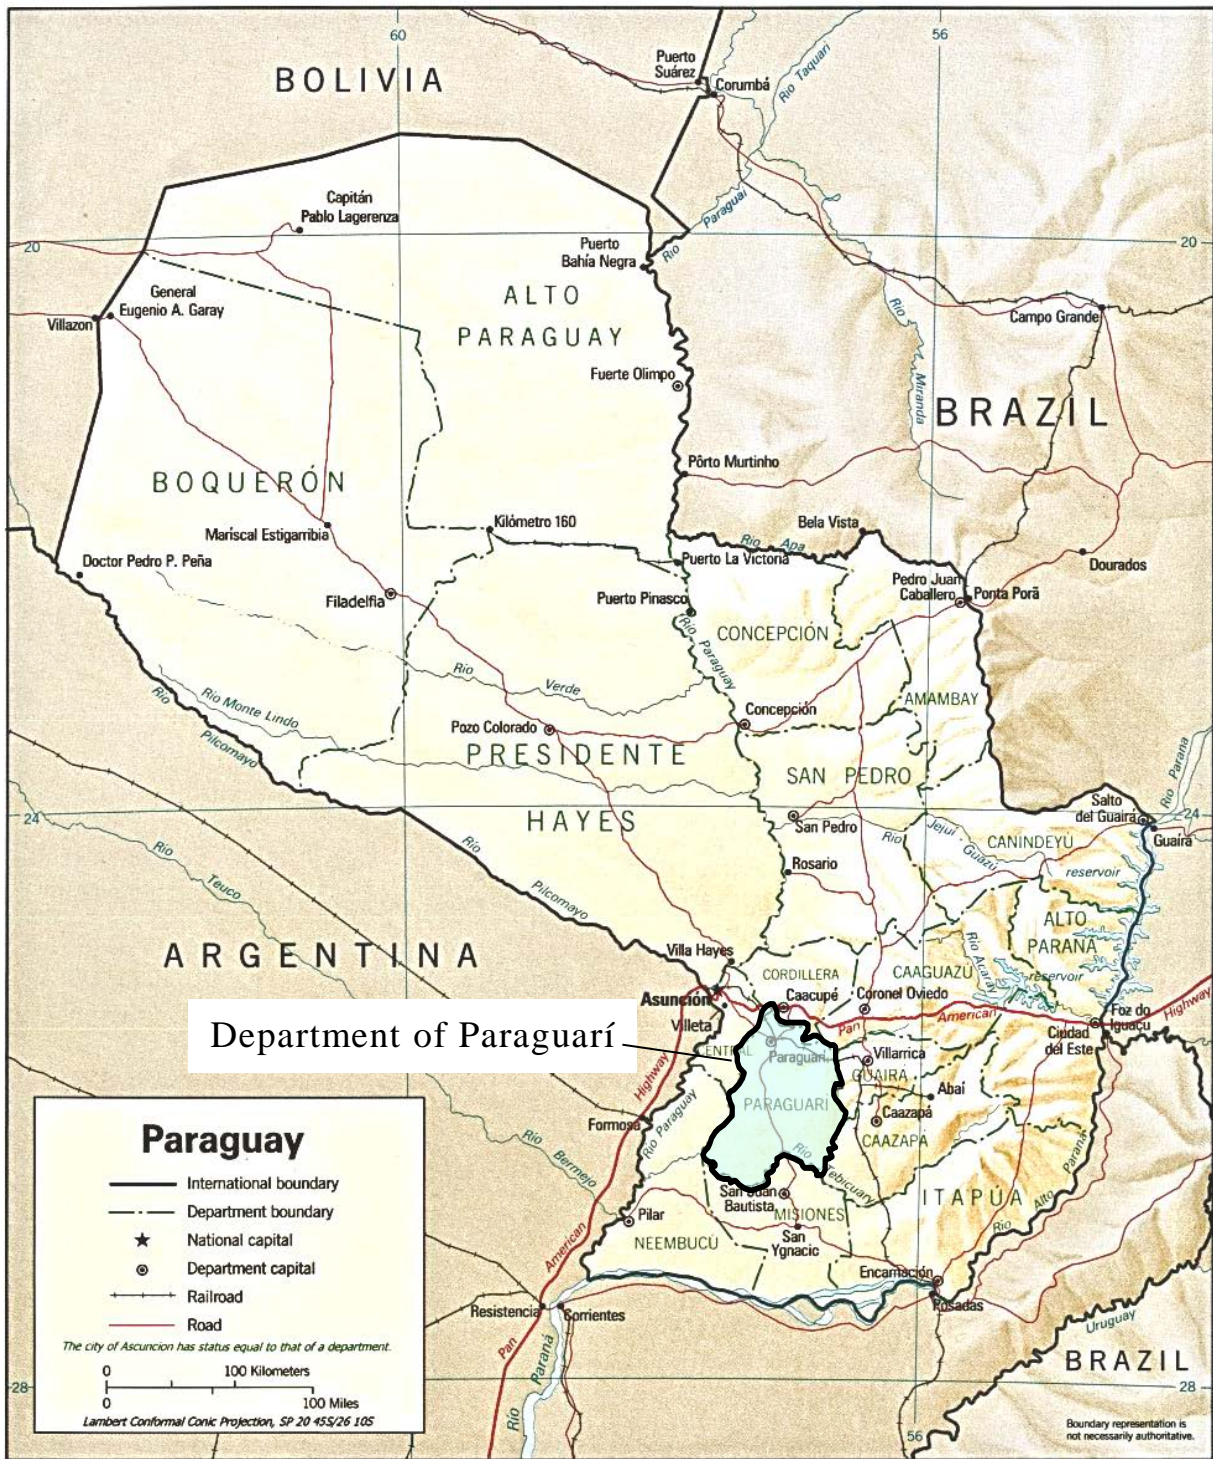 60
56
BOLIVIA
Puerto
Suárez
Corumbá
Río Taquari
Capitán
Pablo Lagerenza
20
Puerto
Bahía Negra
Río
Paraguai
20
General
Eugenio A. Garay
Villazon
ALTO
PARAGUAY
Campo Grande
Fuerte Olimpo
Río
Miranda
BRAZIL
Pôrto Murtinho
BOQUERÓN
Mariscal Estigarribia
Kilómetro 160
Bela Vista
Río Apa
Doctor Pedro P. Peña
Puerto La Victoria
Dourados
Filadelfia
Pedro Juan
Caballero
Ponta Porã
Puerto Pinasco
Río Paraguay
CONCEPCIÓN
Río Verde
AMAMBAY
Río Monte Lindo
Río
Pilcomayo
Concepción
Pozo Colorado
PRESIDENTE
HAYES
SAN PEDRO
Río Parana
24
24
Salto
del Guairá
Guaíra
San Pedro
Río Jejuí - Guazú
CANINDEYÚ
Río
Teuco
Río
Pilcomayo
Rosario
reservoir
ALTO
PARANÁ
ARGENTINA
Villa Hayes
CORDILLERA
CAAGUAZÚ
Río Acaray
reservoir
Asunción
Caacupé
Coronel Oviedo
Villeta
Pan American Highway
Foz do
Iguaçu
Ciudad
del Este
Department of Paraguarí
CENTRAL
Paraguarí
Villarrica
GUAIRA
Abaí
PARAGUARI
Caazapá
CAAZAPÁ
Highway
Formosa
Río Paraguay
Río
Bermejo
Río
Tebicuary
San Juan
Bautista
MISIONES
ITAPÚA
Río Alto Paraná
Pilar
NEEMBUCÚ
San
Ygnacic
American
Encarnación
Posadas
Resistencia
Corrientes
Pan
Río Paraná
Uruguay
BRAZIL
28
28
56
Paraguay
International boundary
Department boundary
National capital
Department capital
Railroad
Road
The city of Ascuncion has status equal to that of a department.
0 100 Kilometers
0 100 Miles
Lambert Conformal Conic Projection, SP 20 45S/26 10S
Boundary representation is
not necessarily authoritative.